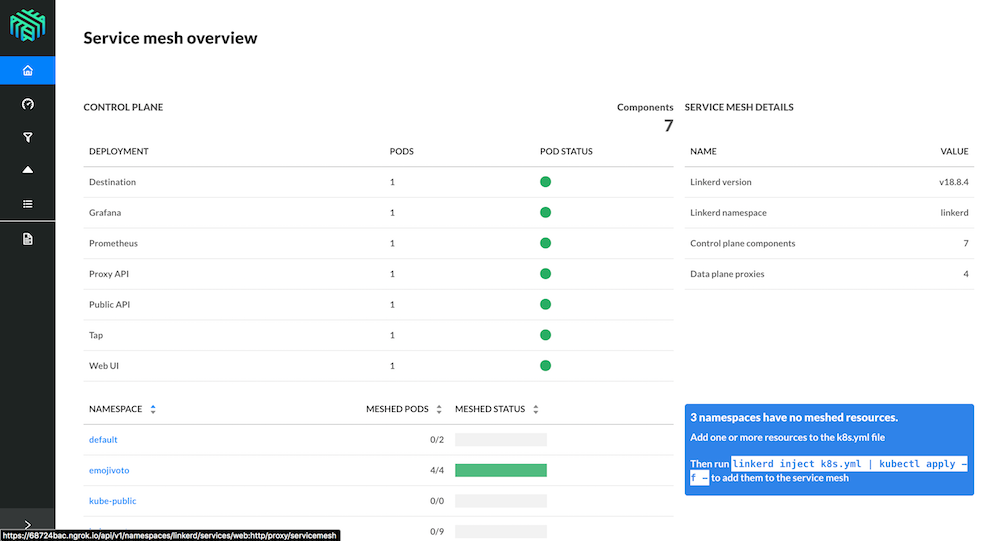 Service mesh overview
CONTROL PLANE
Components
7
DEPLOYMENT PODS POD STATUS
Destination 1
Grafana 1
Prometheus 1
Proxy API 1
Public API 1
Tap 1
Web UI 1
SERVICE MESH DETAILS
NAME VALUE
Linkerd version v18.8.4
Linkerd namespace linkerd
Control plane components 7
Data plane proxies 4
NAMESPACE MESHED PODS MESHED STATUS
default 0/2
emojivoto 4/4
kube-public 0/0
0/9
3 namespaces have no meshed resources.
Add one or more resources to the k8s.yml file
Then run linkerd inject k8s.yml | kubectl apply -
f - to add them to the service mesh
https://68724bac.ngrok.io/api/v1/namespaces/linkerd/services/web:http/proxy/servicemesh